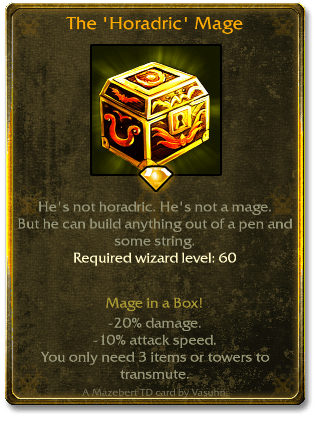 The 'Horadric' Mage
He's not horadric. He's not a mage.
But he can build anything out of a pen and
some string.
Required wizard level: 60
Mage in a Box!
-20% damage.
-10% attack speed.
You only need 3 items or towers to
transmute.
A Mazebert TD card by Vasuhn